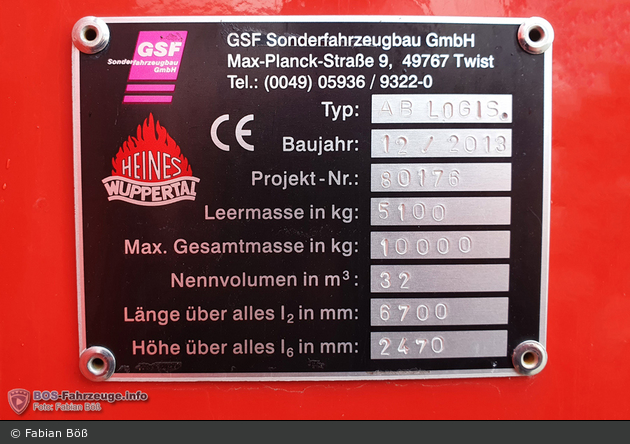 GSF
Sonderfahrzeugbau
GmbH
GSF Sonderfahrzeugbau GmbH
Max-Planck-Straße 9, 49767 Twist
Tel.: (0049) 05936 / 9322-0
HEINES
WUPPERTAL
CE
Typ: AB LOGIS.
Baujahr: 12/2013
Projekt-Nr.: 80176
Leermasse in kg: 5100
Max. Gesamtmasse in kg: 10000
Nennvolumen in m³: 32
Länge über alles l₂ in mm: 6700
Höhe über alles l₆ in mm: 2470
BOS-Fahrzeuge.info
Foto: Fabian Böß
© Fabian Böß